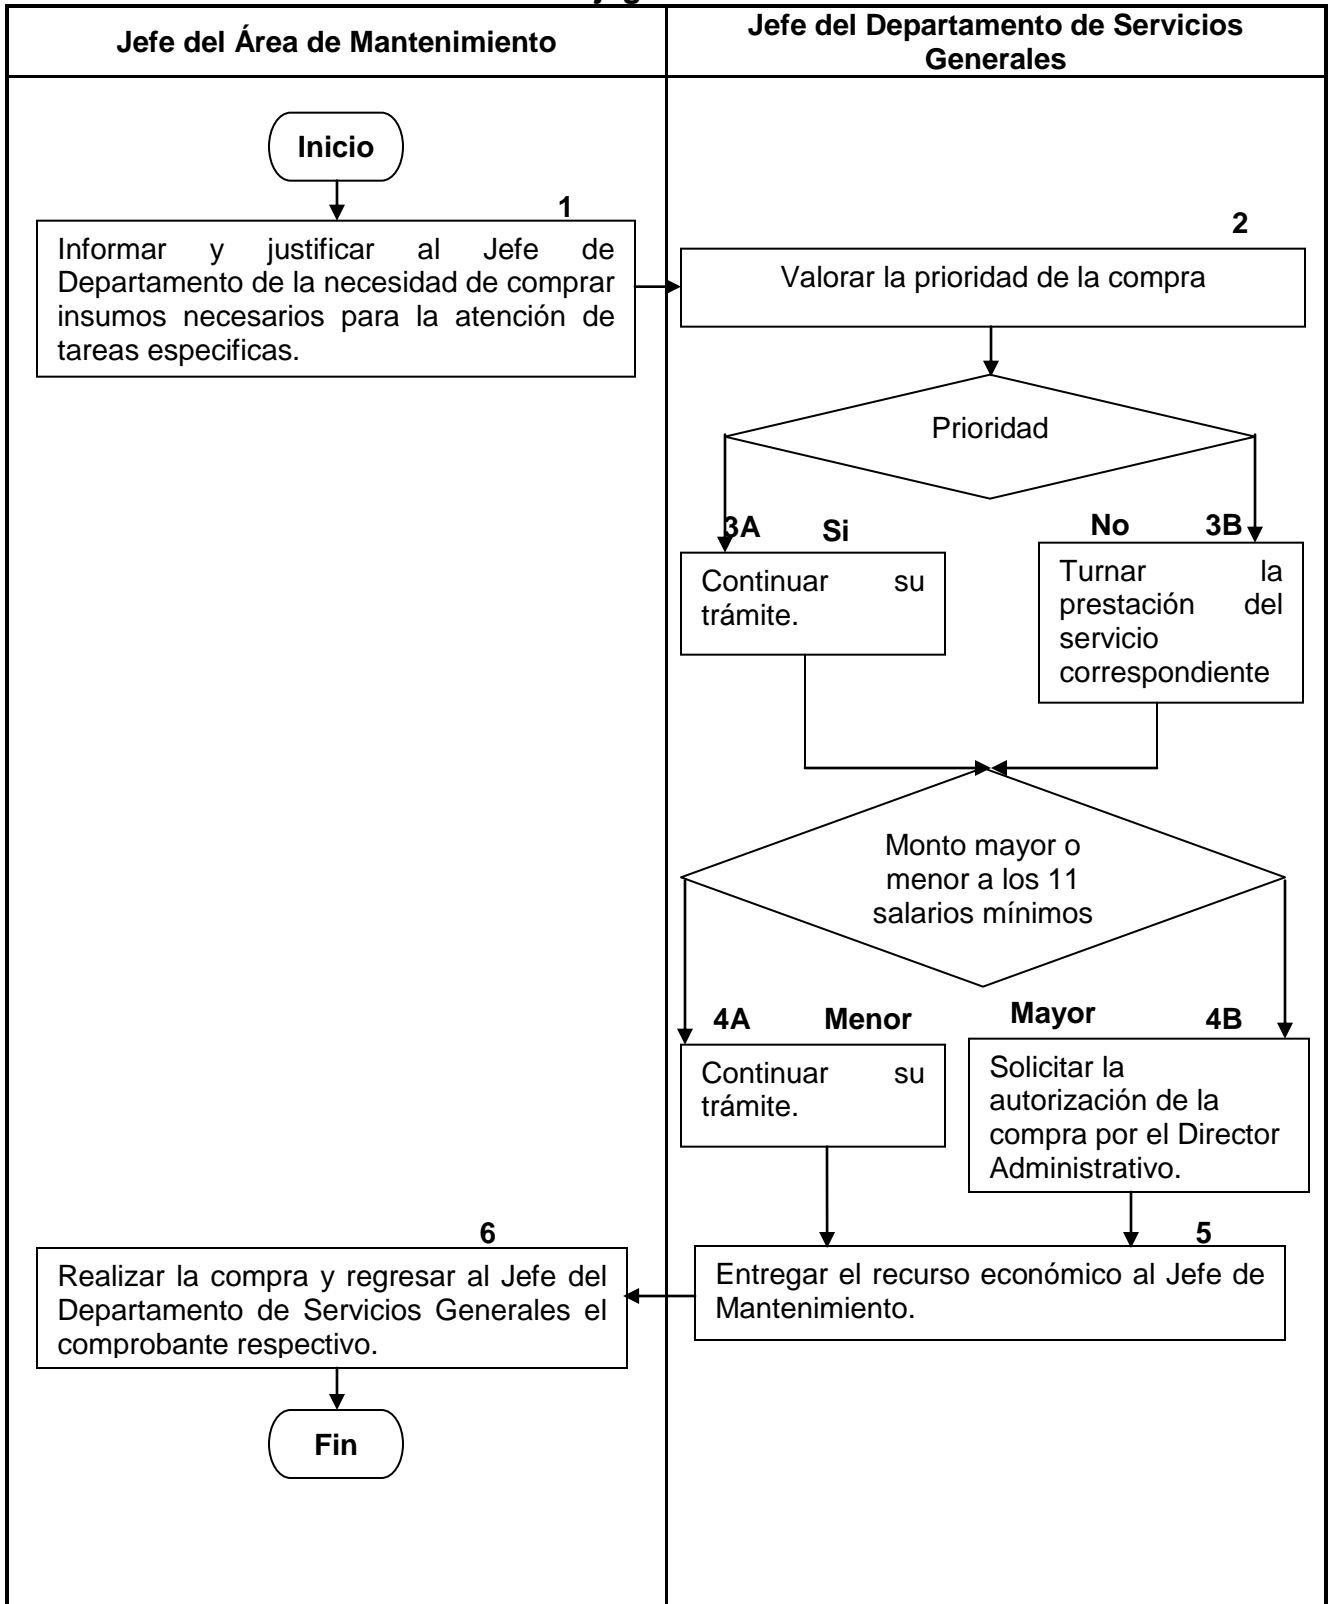 Jefe del Área de Mantenimiento
Jefe del Departamento de Servicios
Generales
Inicio
1
Informar y justificar al Jefe de
Departamento de la necesidad de comprar
insumos necesarios para la atención de
tareas especificas.
2
Valorar la prioridad de la compra
Prioridad
3A Si
No 3B
Continuar su
trámite.
Turnar la
prestación del
servicio
correspondiente
Monto mayor o
menor a los 11
salarios mínimos
4A Menor
Mayor 4B
Continuar su
trámite.
Solicitar la
autorización de la
compra por el Director
Administrativo.
5
Entregar el recurso económico al Jefe de
Mantenimiento.
6
Realizar la compra y regresar al Jefe del
Departamento de Servicios Generales el
comprobante respectivo.
Fin